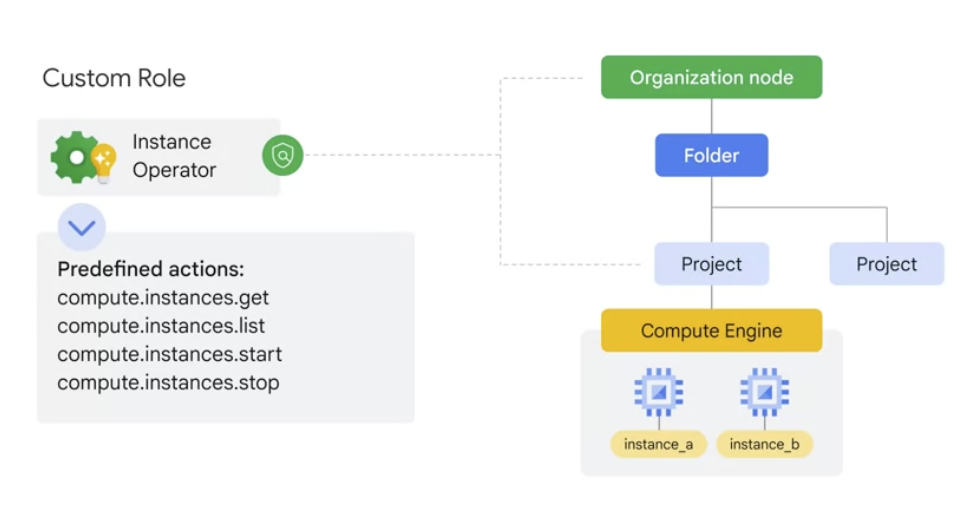 Custom Role
Instance
Operator
Predefined actions:
compute.instances.get
compute.instances.list
compute.instances.start
compute.instances.stop
Organization node
Folder
Project
Project
Compute Engine
instance_a
instance_b